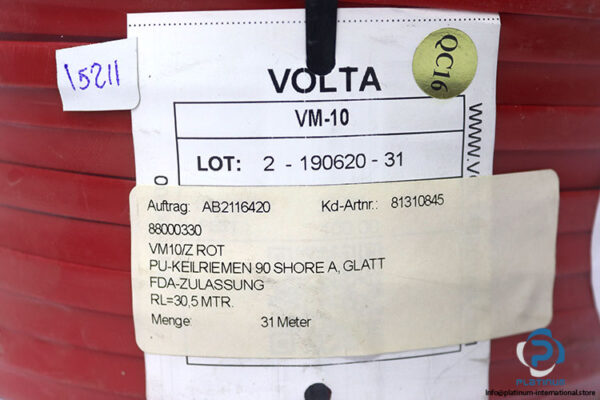 15211
VOLTA
QC16
VM-10
LOT: 2 - 190620 - 31
WWW.V
Auftrag: AB2116420 Kd-Artnr.: 81310845
88000330
VM10/Z ROT
PU-KEILRIEMEN 90 SHORE A, GLATT
FDA-ZULASSUNG
RL=30,5 MTR.
Menge: 31 Meter
PLATINUM
info@platinum-international.store